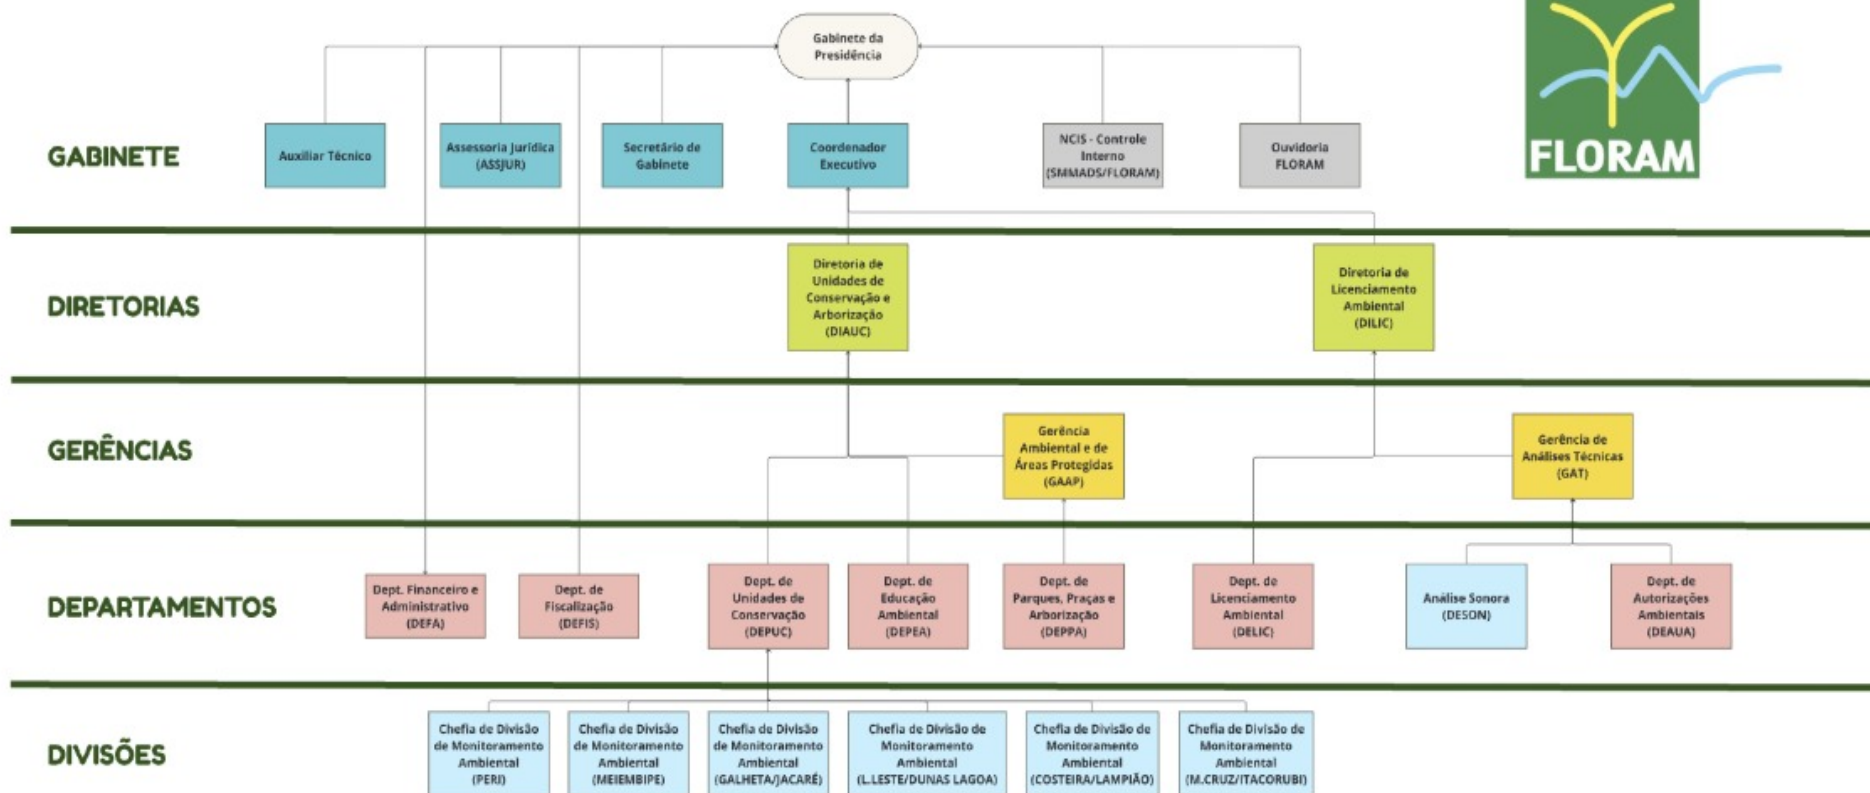 Gabinete da
Presidência
FLORAM
GABINETE
Auxiliar Técnico
Assessoria Jurídica
(ASSJUR)
Secretário de
Gabinete
Coordenador
Executivo
NCIS - Controle
Interno
(SMMADS/FLORAM)
Ouvidoria
FLORAM
DIRETORIAS
Diretoria de
Unidades de
Conservação e
Arborização
(DIAUC)
Diretoria de
Licenciamento
Ambiental
(DILIC)
GERÊNCIAS
Gerência
Ambiental e de
Áreas Protegidas
(GAAP)
Gerência de
Análises Técnicas
(GAT)
DEPARTAMENTOS
Dept. Financeiro e
Administrativo
(DEFA)
Dept. de
Fiscalização
(DEFIS)
Dept. de
Unidades de
Conservação
(DEPUC)
Dept. de
Educação
Ambiental
(DEPEA)
Dept. de
Parques, Praças e
Arborização
(DEPPA)
Dept. de
Licenciamento
Ambiental
(DELIC)
Análise Sonora
(DESON)
Dept. de
Autorizações
Ambientais
(DEAUA)
DIVISÕES
Chefia de Divisão
de Monitoramento
Ambiental
(PERI)
Chefia de Divisão
de Monitoramento
Ambiental
(MEIEMBIPE)
Chefia de Divisão
de Monitoramento
Ambiental
(GALHETA/JACARÉ)
Chefia de Divisão de
Monitoramento
Ambiental
(L.LESTE/DUNAS LAGOA)
Chefia de Divisão de
Monitoramento
Ambiental
(COSTEIRA/LAMPIÃO)
Chefia de Divisão de
Monitoramento
Ambiental
(M.CRUZ/ITACORUBI)